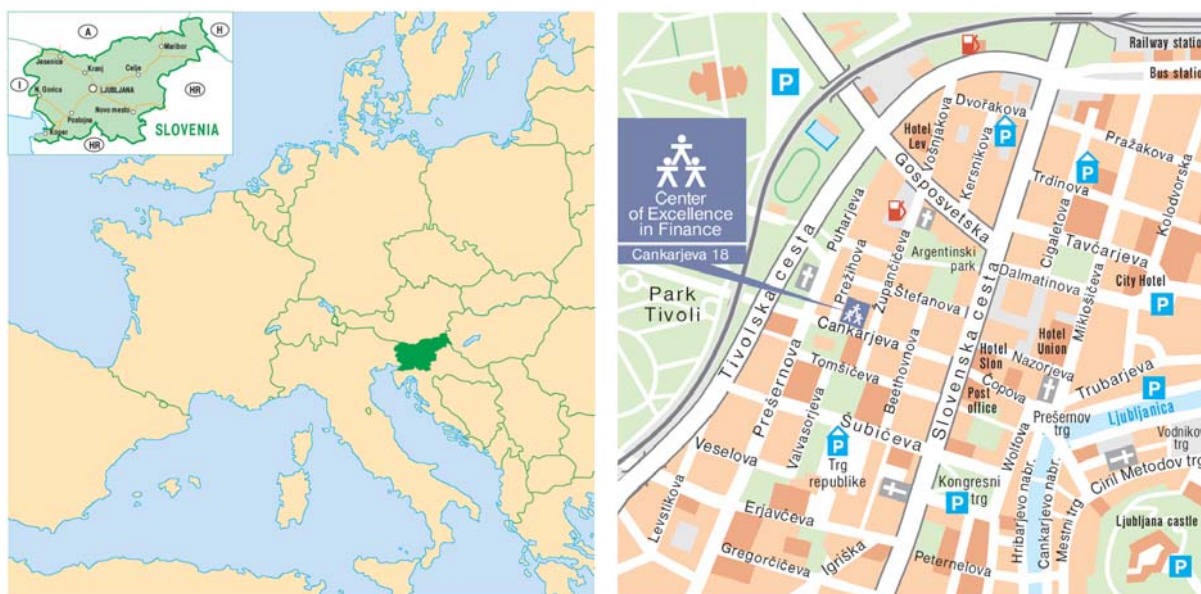 A
H
Maribor
Jesenice
Kranj
Celje
I
LJUBLJANA
HR
N. Gorica
Novo mesto
Postojna
SLOVENIA
Koper
HR
Railway statio
P
Bus statio
Dvořakova
Hotel
Lev
Vošnjakova
Kersnikova
P
Pražakova
Center
of Excellence
in Finance
Cankarjeva 18
Gosposvetska
Trdinova
P
Kolodvorska
Puharjeva
Cigaletova
Tavčarjeva
Argentinski
park
Dalmatinova
City Hotel
Park
Tivoli
Tivolska cesta
Prežihova
Župančičeva
Štefanova
Miklošičeva
P
Cankarjeva
Slovenska cesta
Hotel
Union
Hotel
Slon
Nazorjeva
Tomšičeva
Beethovnova
Čopova
Post
office
Trubarjeva
P
Prešernova
Ljubljanica
Prešernov
trg
Šubičeva
Valvasorjeva
Wolfova
Vodnikov
trg
Veselova
P
Trg
republike
Kongresni
trg
P
Ciril Metodov trg
Levstikova
Erjavčeva
Hribarjevo nabr.
Cankarjevo nabr.
Mestni trg
Ljubljana castle
Gregorčičeva
Igriška
Peternelova
P